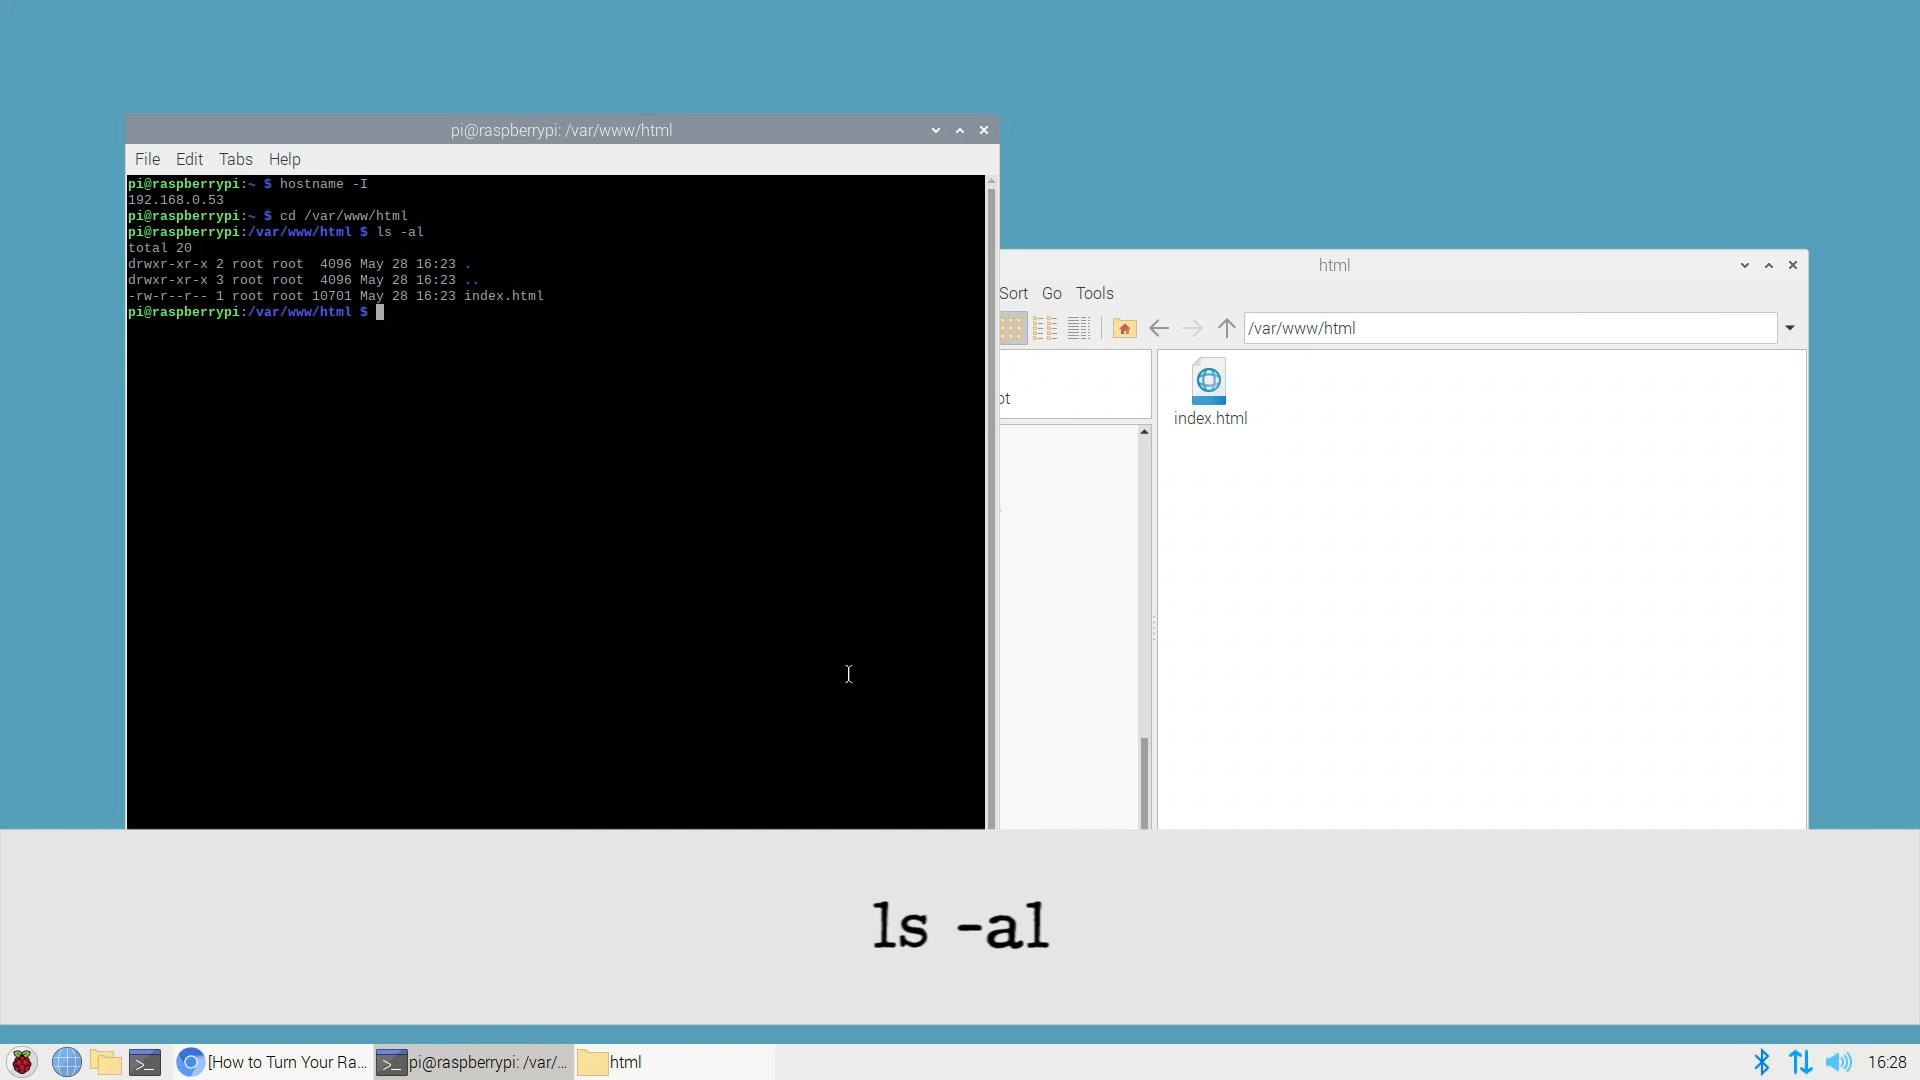 pi@raspberrypi: /var/www/html
File Edit Tabs Help
pi@raspberrypi:~ $ hostname -I
192.168.0.53
pi@raspberrypi:~ $ cd /var/www/html
pi@raspberrypi:/var/www/html $ ls -al
total 20
drwxr-xr-x 2 root root  4096 May 28 16:23 .
drwxr-xr-x 3 root root  4096 May 28 16:23 ..
-rw-r--r-- 1 root root 10701 May 28 16:23 index.html
pi@raspberrypi:/var/www/html $
html
Sort Go Tools
/var/www/html
ot
index.html
ls -al
[How to Turn Your Ra...
pi@raspberrypi: /var/...
html
16:28